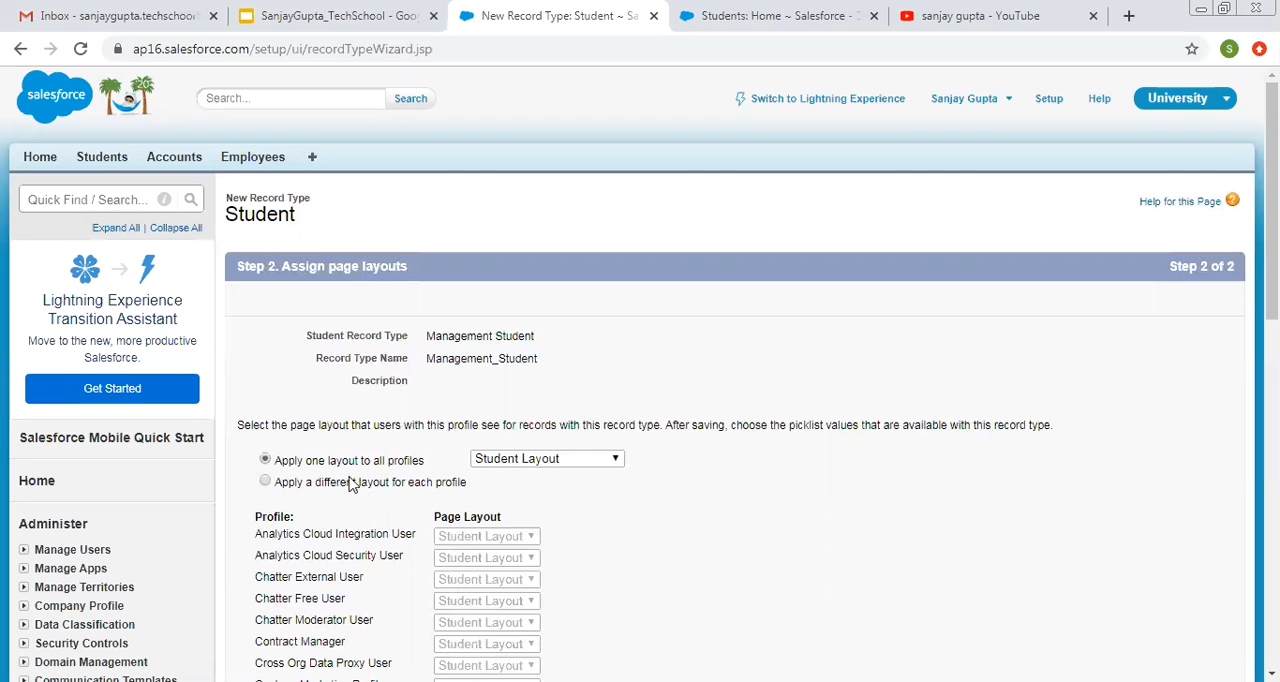 Inbox - sanjaygupta.techschool
SanjayGupta_TechSchool - Goo
New Record Type: Student ~ Sa
Students: Home ~ Salesforce -
sanjay gupta - YouTube
ap16.salesforce.com/setup/ui/recordTypeWizard.jsp
S
salesforce
20
Search...
Search
Switch to Lightning Experience
Sanjay Gupta
Setup
Help
University
Home
Students
Accounts
Employees
Quick Find / Search...
Expand All | Collapse All
Lightning Experience
Transition Assistant
Move to the new, more productive
Salesforce.
Get Started
Salesforce Mobile Quick Start
Home
Administer
Manage Users
Manage Apps
Manage Territories
Company Profile
Data Classification
Security Controls
Domain Management
Communication Templates
New Record Type
Student
Help for this Page
Step 2. Assign page layouts
Step 2 of 2
Student Record Type Management Student
Record Type Name Management_Student
Description
Select the page layout that users with this profile see for records with this record type. After saving, choose the picklist values that are available with this record type.
Apply one layout to all profiles Student Layout
Apply a different layout for each profile
Profile: Page Layout
Analytics Cloud Integration User Student Layout
Analytics Cloud Security User Student Layout
Chatter External User Student Layout
Chatter Free User Student Layout
Chatter Moderator User Student Layout
Contract Manager Student Layout
Cross Org Data Proxy User Student Layout